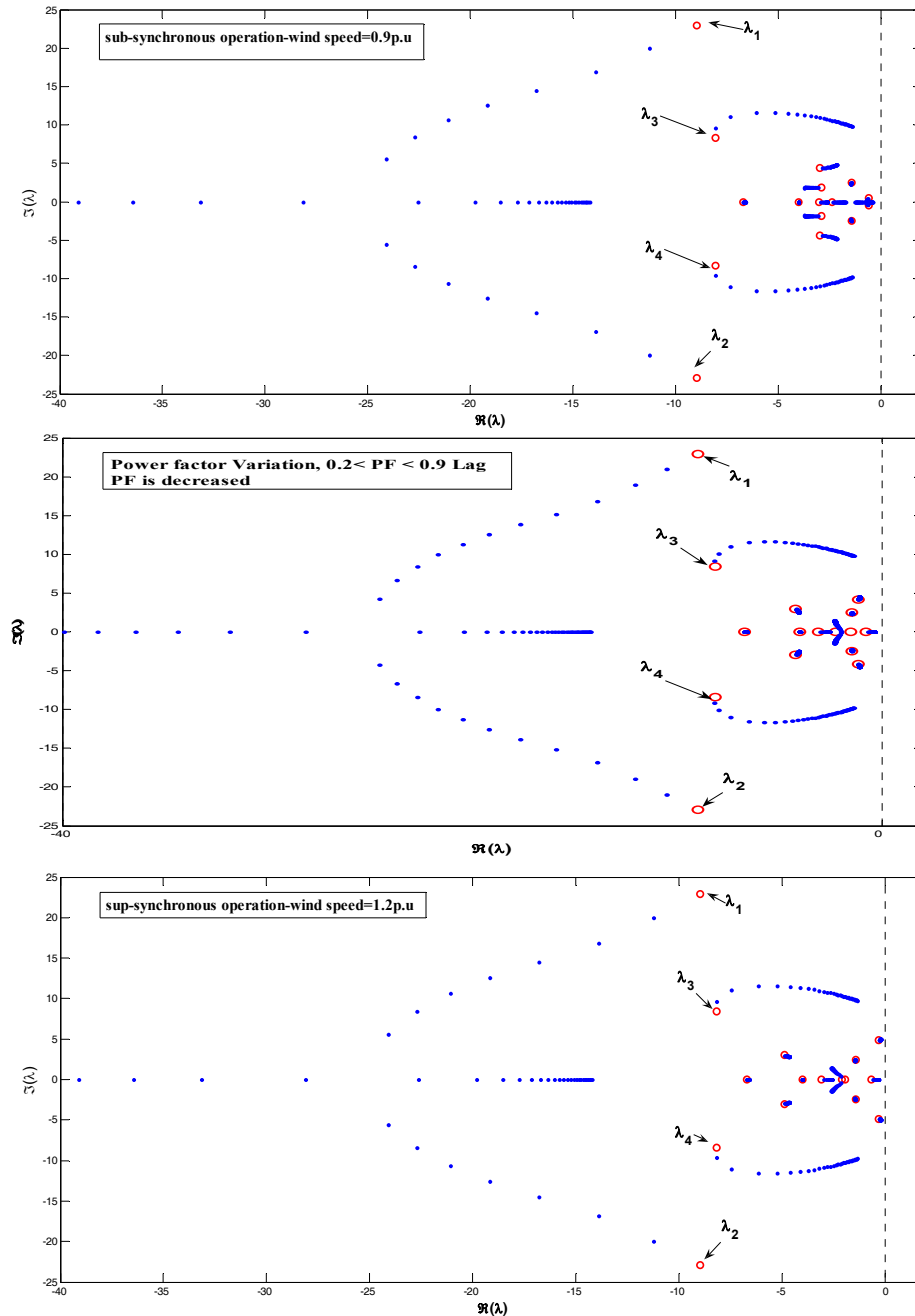 sub-synchronous operation-wind speed=0.9p.u
λ1
λ3
λ4
λ2
25
20
15
10
5
0
-5
-10
-15
-20
-25
ℑ(λ)
-40
-35
-30
-25
-20
-15
-10
-5
0
ℜ(λ)
Power factor Variation, 0.2< PF < 0.9 Lag
PF is decreased
λ1
λ3
λ4
λ2
25
20
15
10
5
0
-5
-10
-15
-20
-25
ℑ(λ)
-40
0
ℜ(λ)
sup-synchronous operation-wind speed=1.2p.u
λ1
λ3
λ4
λ2
25
20
15
10
5
0
-5
-10
-15
-20
-25
ℑ(λ)
-40
-35
-30
-25
-20
-15
-10
-5
0
ℜ(λ)